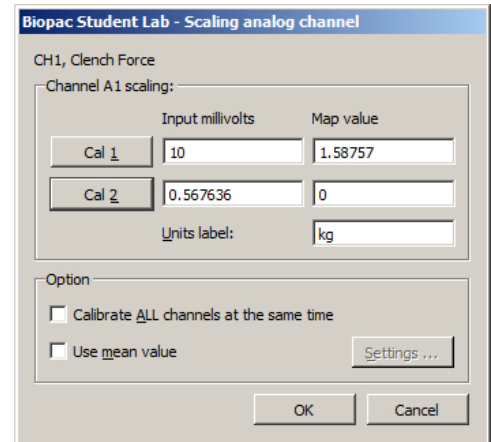 Biopac Student Lab - Scaling analog channel
CH1, Clench Force
Channel A1 scaling:
Input millivolts Map value
Cal 1 10 1.58757
Cal 2 0.567636 0
Units label: kg
Option
Calibrate ALL channels at the same time
Use mean value Settings ...
OK Cancel